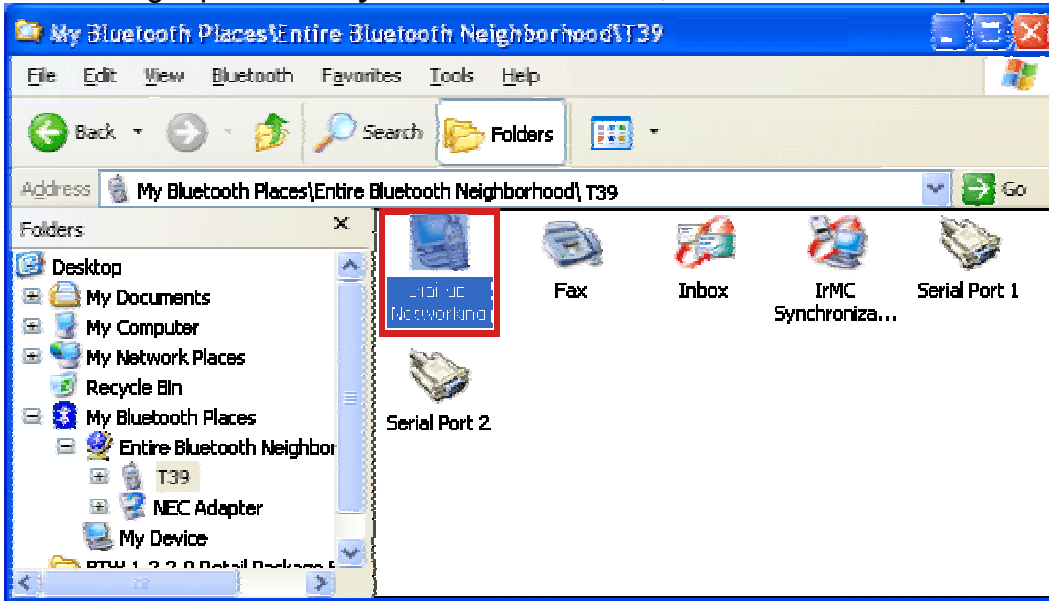 My Bluetooth Places\Entire Bluetooth Neighborhood\T39
File Edit View Bluetooth Favorites Tools Help
Back Search Folders
Address My Bluetooth Places\Entire Bluetooth Neighborhood\ T39 Go
Folders x
Desktop
My Documents
My Computer
My Network Places
Recycle Bin
My Bluetooth Places
Entire Bluetooth Neighbor
T39
NEC Adapter
My Device
Networking
Fax
Inbox
IrMC
Synchroniza...
Serial Port 1
Serial Port 2